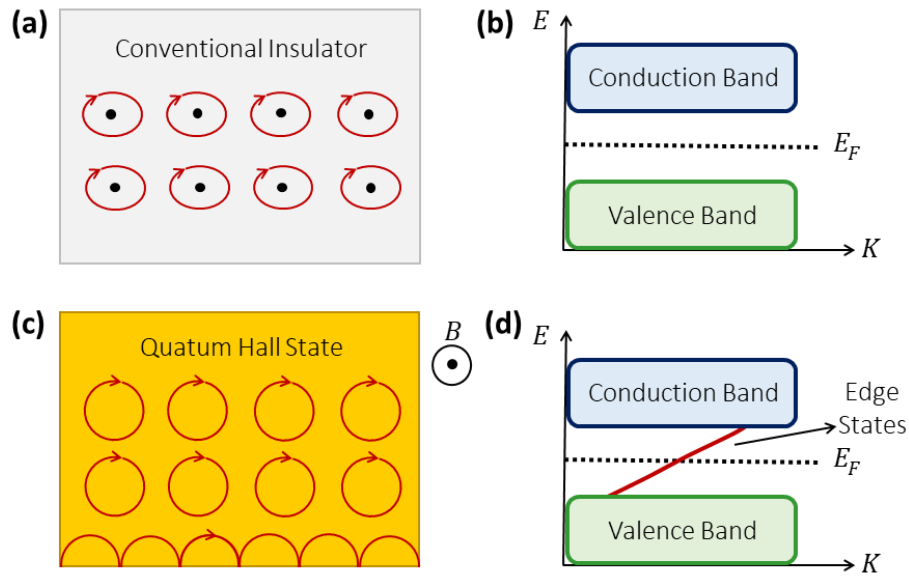 (a)
Conventional Insulator
(b)
E
Conduction Band
E_F
Valence Band
K
(c)
Quatum Hall State
B
(d)
E
Conduction Band
Edge
States
E_F
Valence Band
K